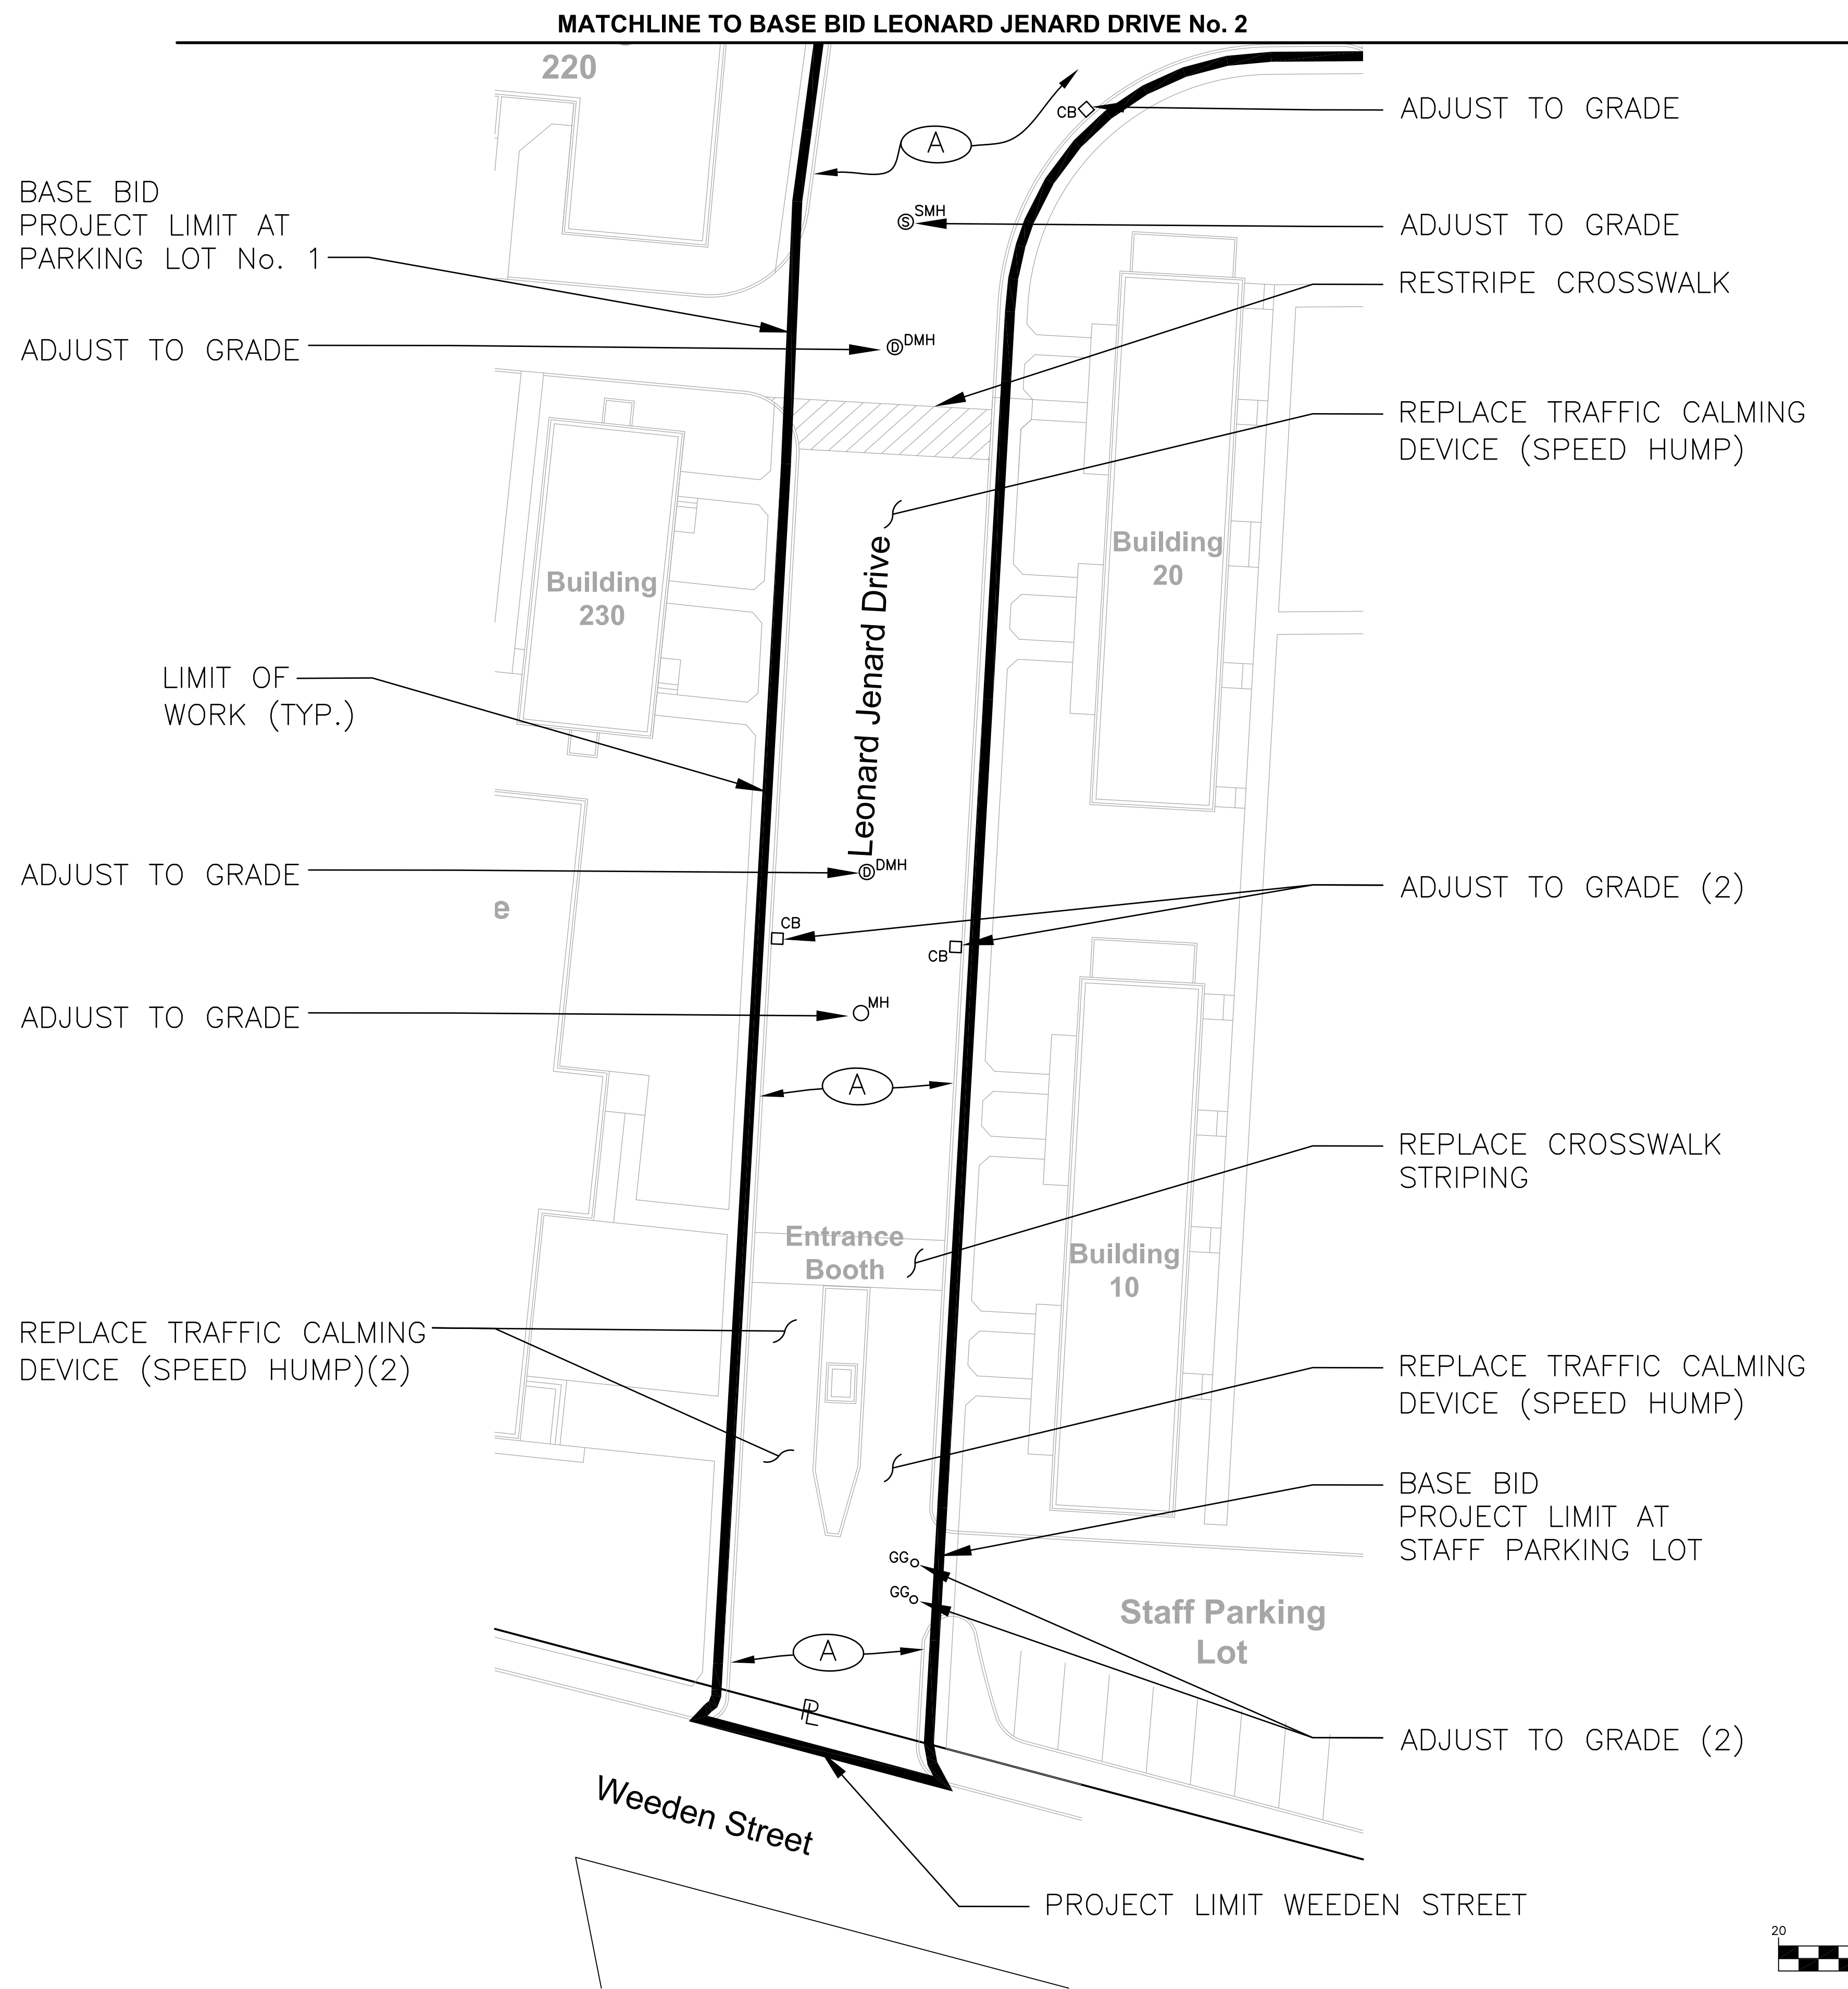 MATCHLINE TO BASE BID LEONARD JENARD DRIVE No. 2
220
CB
ADJUST TO GRADE
A
BASE BID
PROJECT LIMIT AT
PARKING LOT No. 1
S
SMH
ADJUST TO GRADE
RESTRIPE CROSSWALK
ADJUST TO GRADE
D
DMH
REPLACE TRAFFIC CALMING
DEVICE (SPEED HUMP)
Building
20
Building
230
Leonard Jenard Drive
LIMIT OF
WORK (TYP.)
ADJUST TO GRADE
D
DMH
ADJUST TO GRADE (2)
e
CB
CB
ADJUST TO GRADE
MH
A
REPLACE CROSSWALK
STRIPING
Entrance
Booth
Building
10
REPLACE TRAFFIC CALMING
DEVICE (SPEED HUMP)(2)
REPLACE TRAFFIC CALMING
DEVICE (SPEED HUMP)
BASE BID
PROJECT LIMIT AT
STAFF PARKING LOT
GG
GG
Staff Parking
Lot
A
PL
ADJUST TO GRADE (2)
Weeden Street
PROJECT LIMIT WEEDEN STREET
20